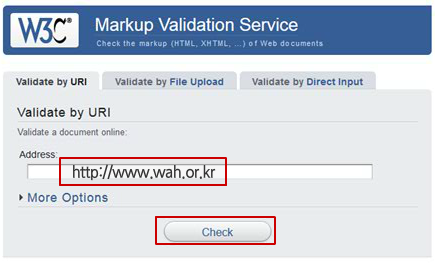 W3C® Markup Validation Service
Check the markup (HTML, XHTML, ...) of Web documents
Validate by URI Validate by File Upload Validate by Direct Input
Validate by URI
Validate a document online:
Address:
http://www.wah.or.kr
More Options
Check